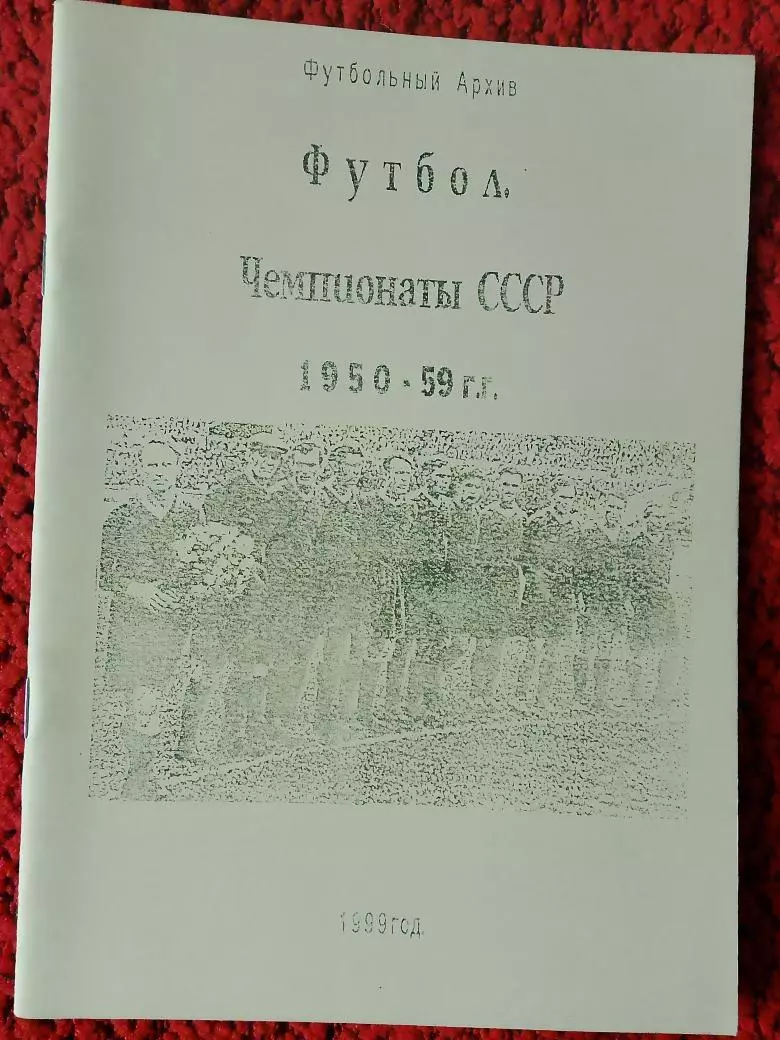 Футбольный Архив
Футбол.
Чемпионаты СССР
1950-59 г.г.
1999год.